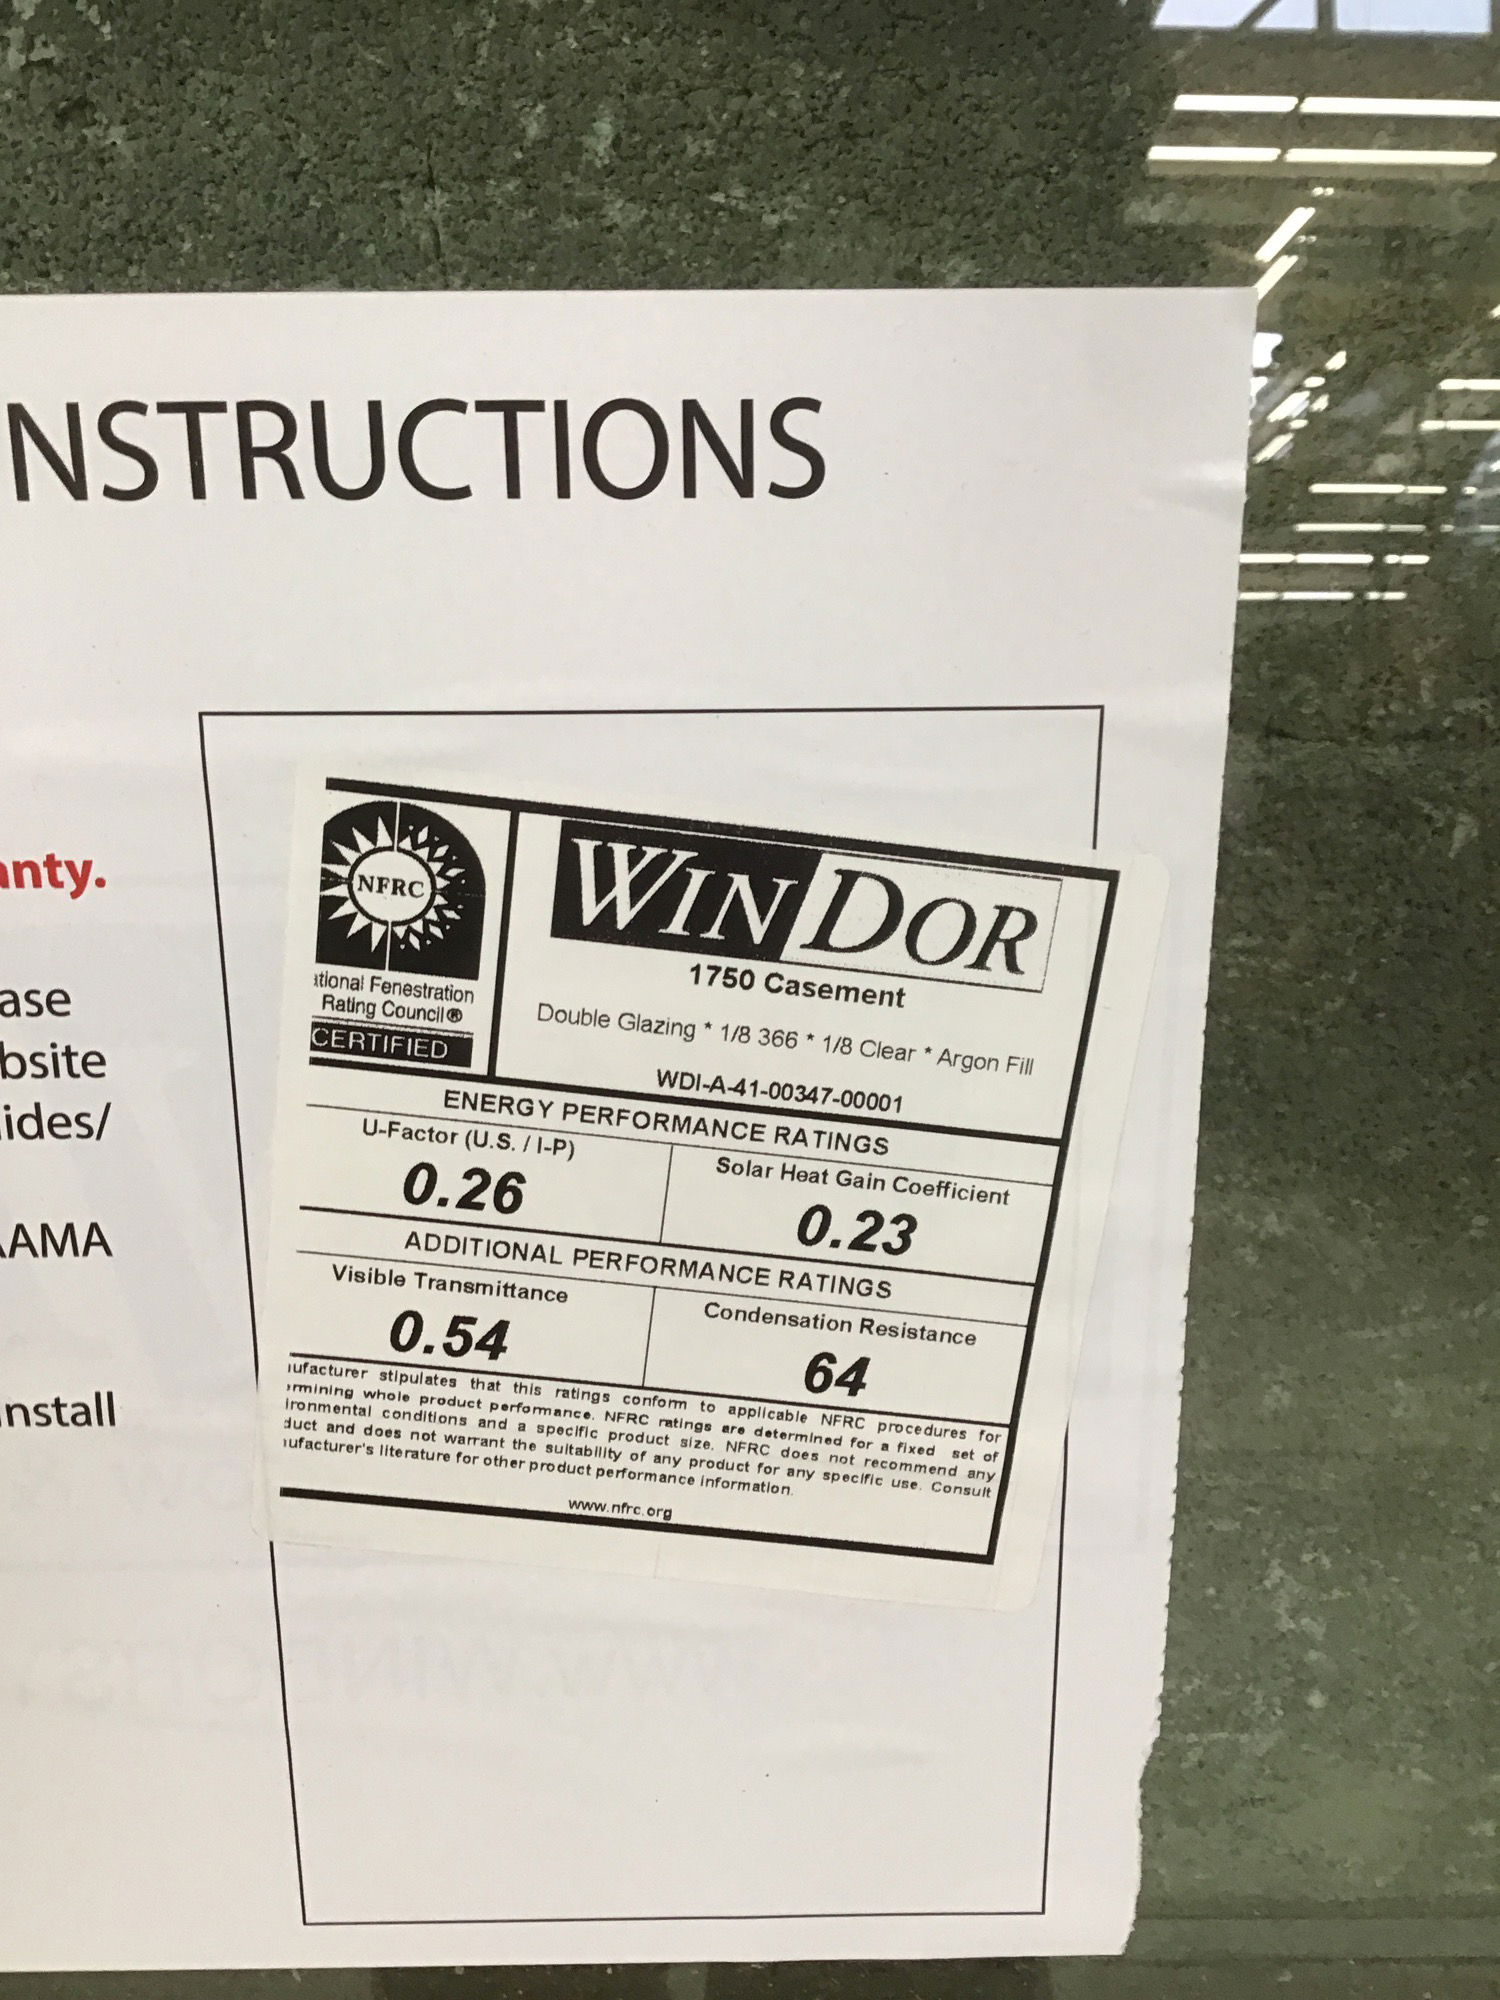 NSTRUCTIONS
anty.
ase
bsite
ides/
AAMA
install
NFRC
ational Fenestration
Rating Council®
CERTIFIED
WINDOR
1750 Casement
Double Glazing * 1/8 366 * 1/8 Clear * Argon Fill
WDI-A-41-00347-00001
ENERGY PERFORMANCE RATINGS
U-Factor (U.S. / I-P)
0.26
Solar Heat Gain Coefficient
0.23
ADDITIONAL PERFORMANCE RATINGS
Visible Transmittance
0.54
Condensation Resistance
64
ufacturer stipulates that this ratings conform to applicable NFRC procedures for
rmining whole product performance. NFRC ratings are determined for a fixed set of
ironmental conditions and a specific product size. NFRC does not recommend any
duct and does not warrant the suitability of any product for any specific use. Consult
ufacturer's literature for other product performance information.
www.nfrc.org